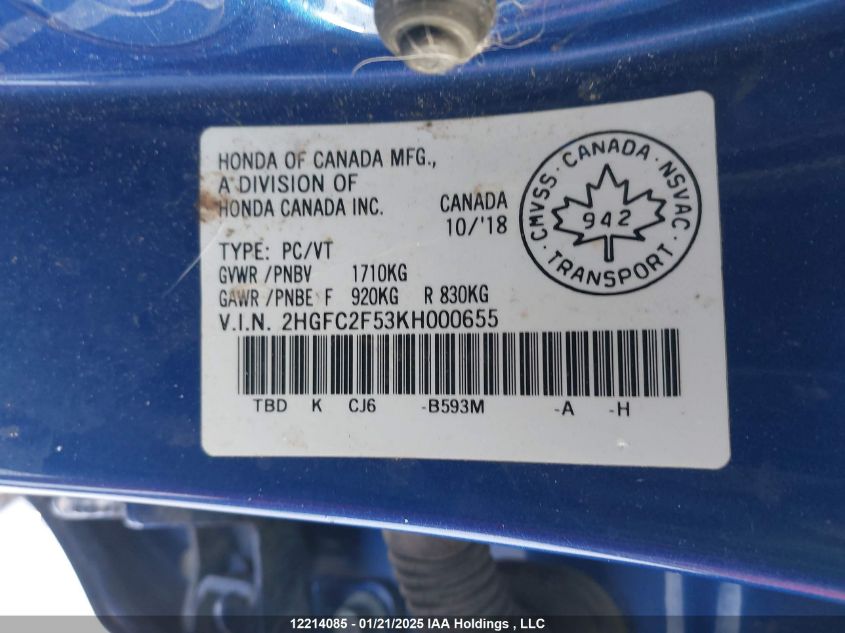 HONDA OF CANADA MFG.,
A DIVISION OF
HONDA CANADA INC.
CANADA
10/'18
TYPE: PC/VT
GVWR /PNBV 1710KG
GAWR /PNBE F 920KG R 830KG
V.I.N. 2HGFC2F53KH000655
TBD K CJ6 -B593M -A -H
CMVSS · CANADA · NSVAC
942
· TRANSPORT ·
12214085 - 01/21/2025 IAA Holdings , LLC